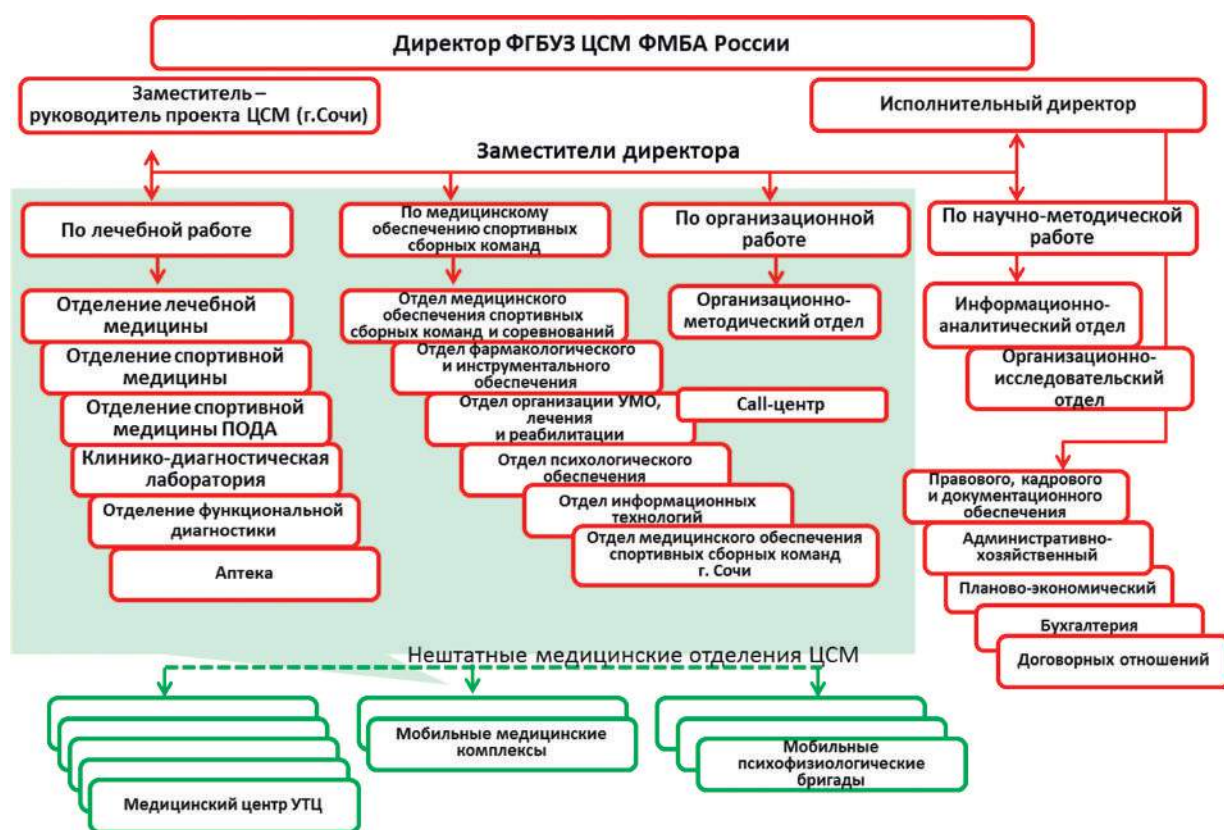 Директор ФГБУЗ ЦСМ ФМБА России
Заместитель –
руководитель проекта ЦСМ (г.Сочи)
Исполнительный директор
Заместители директора
По лечебной работе
По медицинскому
обеспечению спортивных
сборных команд
По организационной
работе
По научно-методической
работе
Отделение лечебной
медицины
Отделение спортивной
медицины
Отделение спортивной
медицины ПОДА
Клинико-диагностическая
лаборатория
Отделение функциональной
диагностики
Аптека
Отдел медицинского
обеспечения спортивных
сборных команд и соревнований
Отдел фармакологического
и инструментального
обеспечения
Отдел организации УМО,
лечения
и реабилитации
Отдел психологического
обеспечения
Отдел информационных
технологий
Отдел медицинского обеспечения
спортивных сборных команд
г. Сочи
Организационно-
методический отдел
Call-центр
Информационно-
аналитический отдел
Организационно-
исследовательский
отдел
Правового, кадрового
и документационного
обеспечения
Административно-
хозяйственный
Планово-экономический
Бухгалтерия
Договорных отношений
Нештатные медицинские отделения ЦСМ
Медицинский центр УТЦ
Мобильные медицинские
комплексы
Мобильные
психофизиологические
бригады